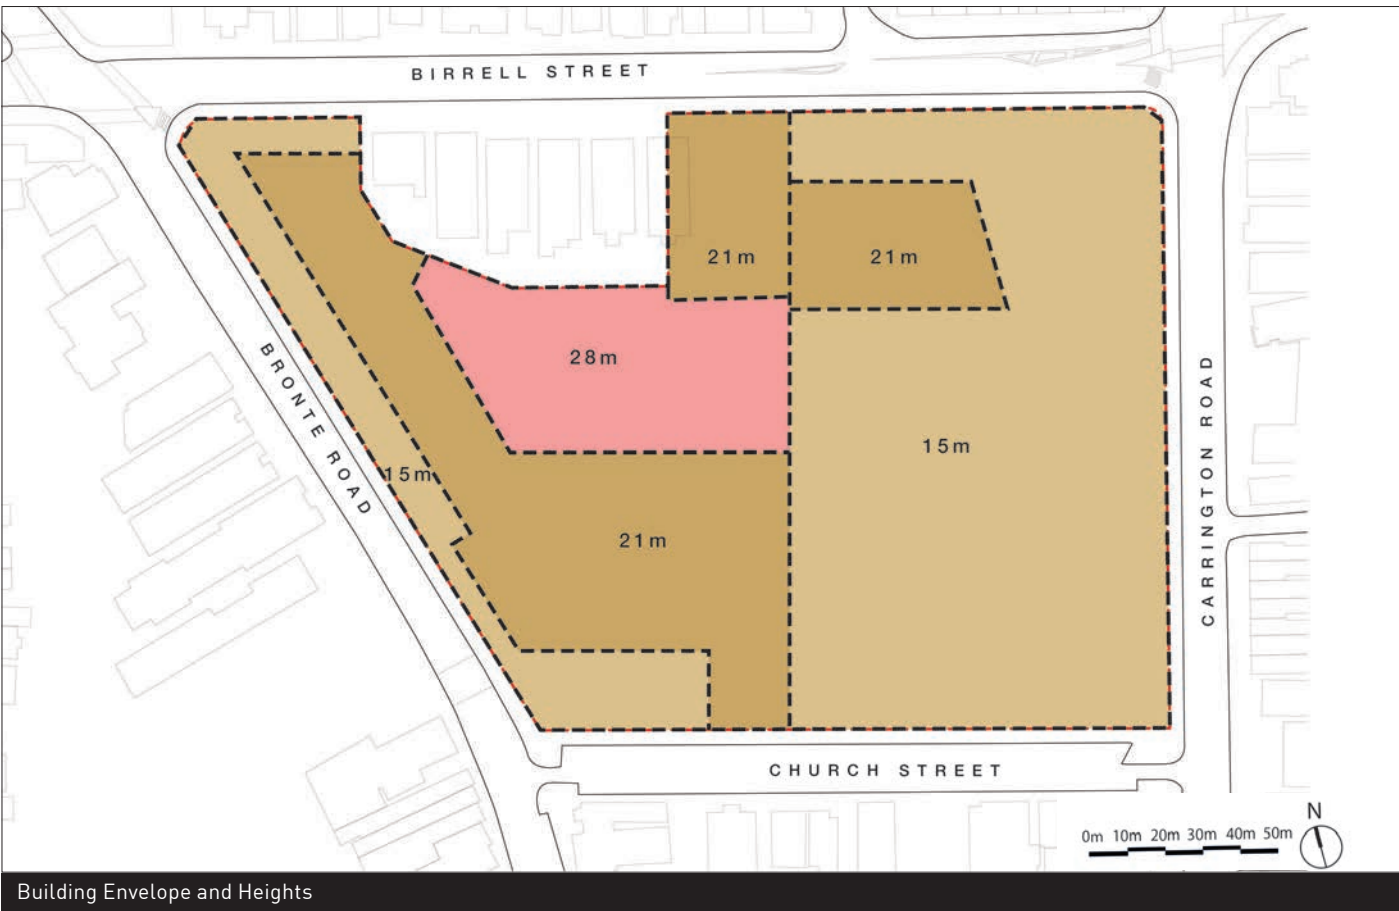 BIRRELL STREET
21m
21m
28m
BRONTE ROAD
15m
15m
CARRINGTON ROAD
21m
CHURCH STREET
N
0m 10m 20m 30m 40m 50m
Building Envelope and Heights